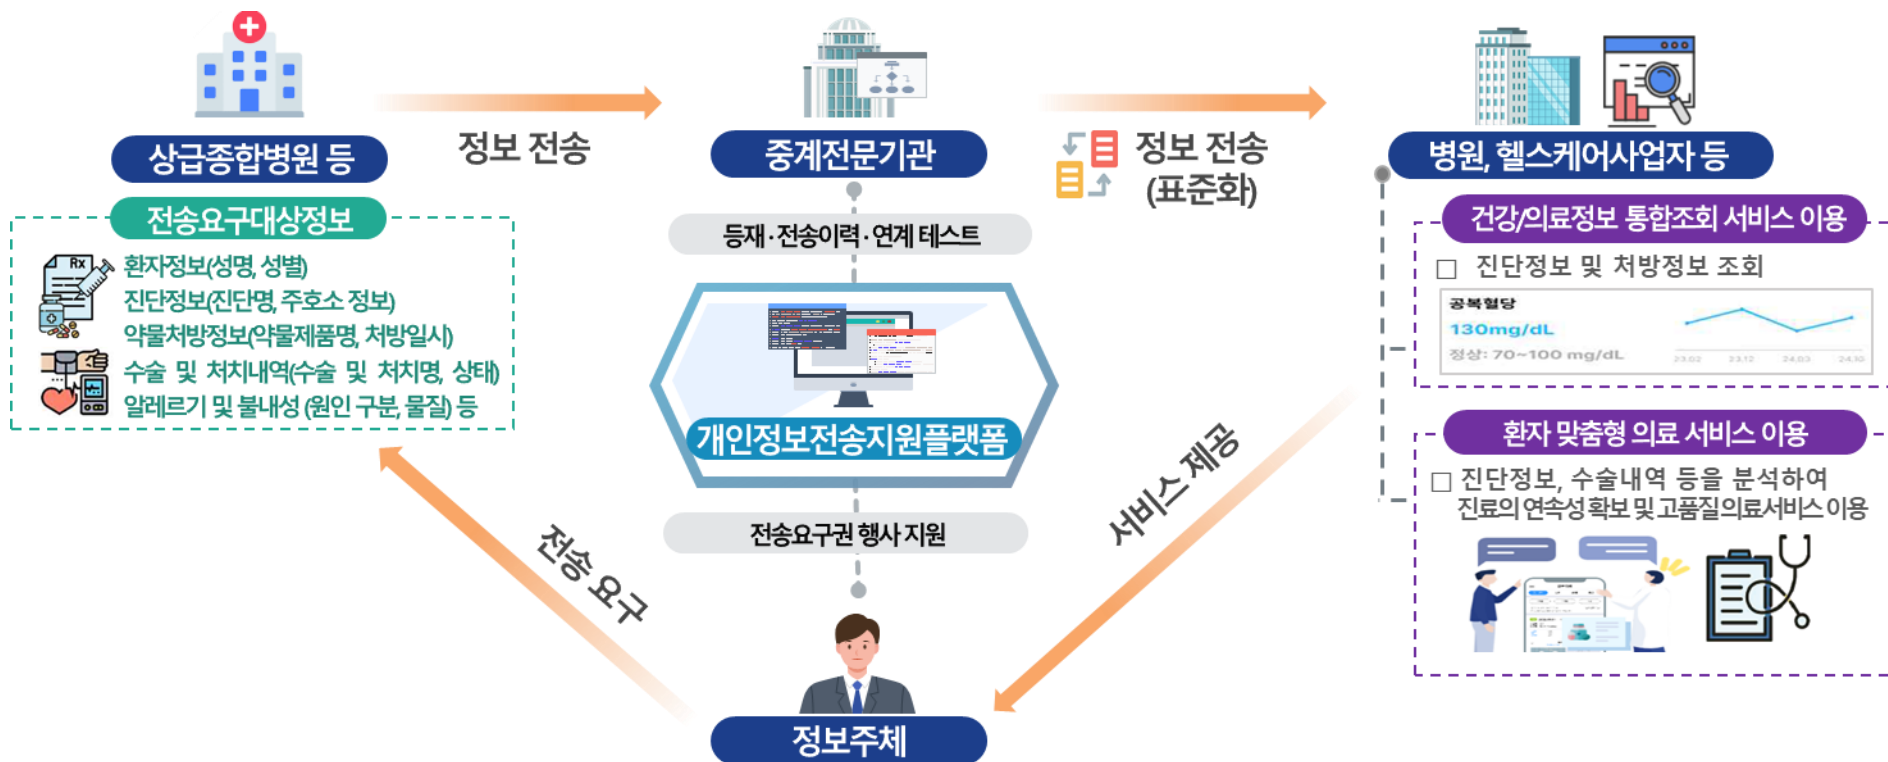 상급종합병원 등
정보 전송
중계전문기관
정보 전송
(표준화)
병원, 헬스케어사업자 등
전송요구대상정보
Rx
환자정보(성명, 성별)
진단정보(진단명, 주호소 정보)
약물처방정보(약물제품명, 처방일시)
수술 및 처치내역(수술 및 처치명, 상태)
알레르기 및 불내성 (원인 구분, 물질) 등
등재 · 전송이력 · 연계 테스트
개인정보전송지원플랫폼
전송요구권 행사 지원
건강/의료정보 통합조회 서비스 이용
□ 진단정보 및 처방정보 조회
공복혈당
130mg/dL
정상: 70~100 mg/dL
23.02 23.12 24.03 24.10
환자 맞춤형 의료 서비스 이용
□ 진단정보, 수술내역 등을 분석하여
진료의 연속성 확보 및 고품질 의료서비스 이용
전송 요구
서비스 제공
정보주체